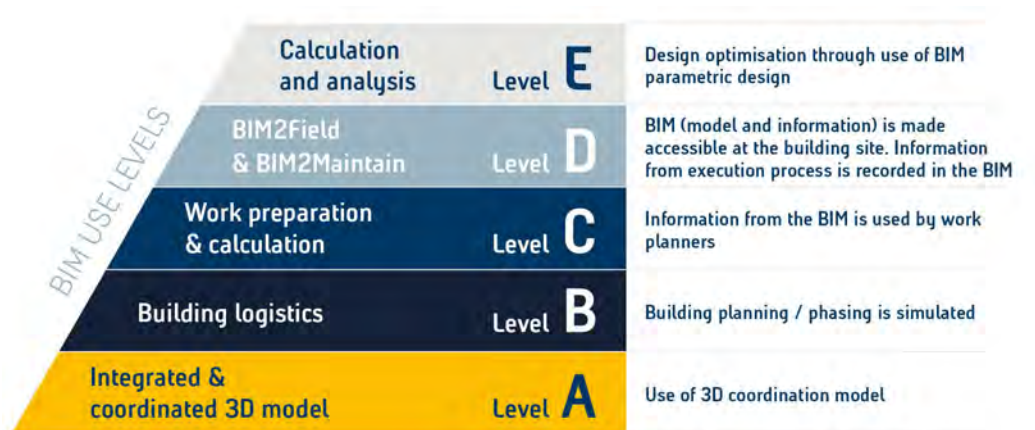 BIM USE LEVELS
Calculation
and analysis
Level E
Design optimisation through use of BIM
parametric design
BIM2Field
& BIM2Maintain
Level D
BIM (model and information) is made
accessible at the building site. Information
from execution process is recorded in the BIM
Work preparation
& calculation
Level C
Information from the BIM is used by work
planners
Building logistics
Level B
Building planning / phasing is simulated
Integrated &
coordinated 3D model
Level A
Use of 3D coordination model